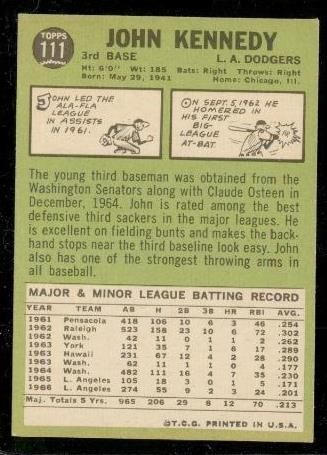 TOPPS
111
JOHN KENNEDY
3rd BASE L. A. DODGERS
Ht: 6'0" Wt: 185 Bats: Right Throws: Right
Born: May 29, 1941 Home: Chicago, Ill.
JOHN LED THE
ALA-FLA
LEAGUE
IN ASSISTS
IN 1961.
ON SEPT. 5, 1962 HE
HOMERED IN
HIS FIRST
BIG-
LEAGUE
AT-BAT.
The young third baseman was obtained from the
Washington Senators along with Claude Osteen in
December, 1964. John is rated among the best
defensive third sackers in the major leagues. He
is excellent on fielding bunts and makes the back-
hand stops near the third baseline look easy. John
also has one of the strongest throwing arms in
all baseball.
MAJOR & MINOR LEAGUE BATTING RECORD
YEAR TEAM AB H 2B 3B HR RBI AVG.
1961 Pensacola 418 106 10 6 3 46 .254
1962 Raleigh 523 158 23 10 6 72 .302
1962 Wash. 42 11 0 1 1 2 .262
1963 York 121 35 7 1 6 17 .289
1963 Hawaii 231 67 12 4 2 28 .290
1963 Wash. 62 11 1 1 0 4 .177
1964 Wash. 482 111 16 4 7 35 .230
1965 L. Angeles 105 18 3 0 1 5 .171
1966 L. Angeles 274 55 9 2 3 24 .201
Maj. Totals 5 Yrs. 965 206 29 8 12 70 .213
©T.C.G. PRINTED IN U.S.A.